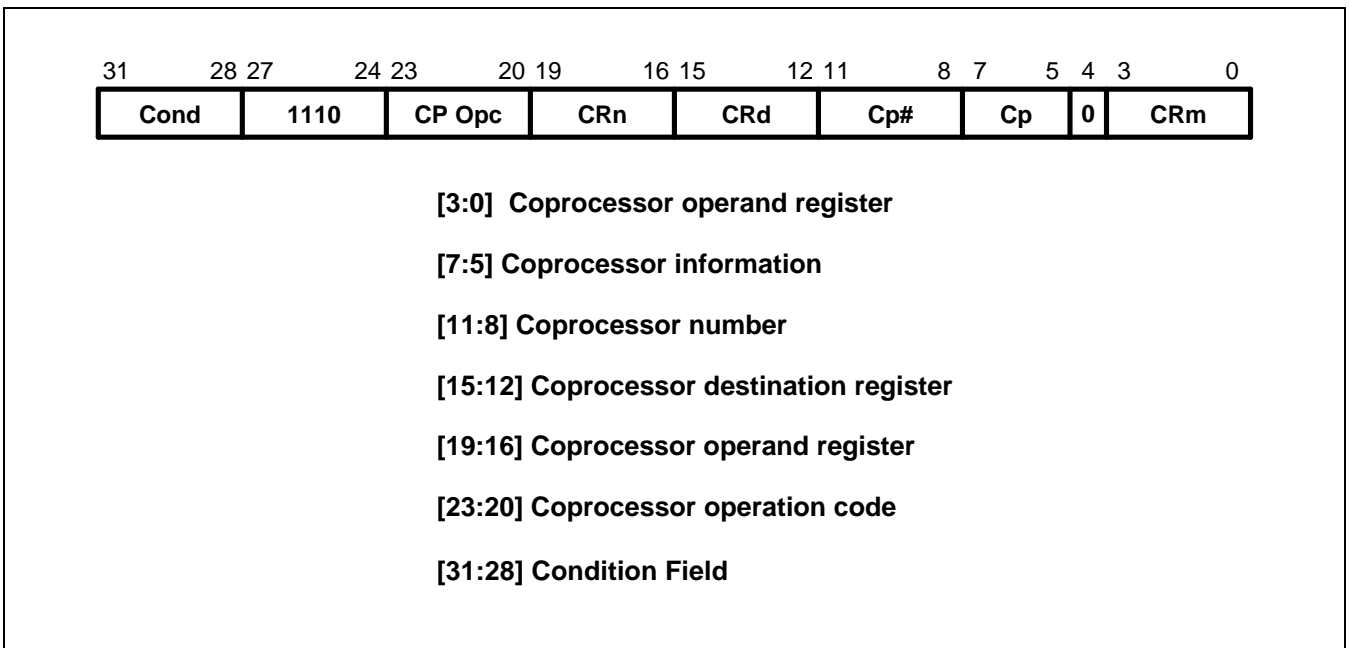 31 28 27 24 23 20 19 16 15 12 11 8 7 5 4 3 0
Cond 1110 CP Opc CRn CRd Cp# Cp 0 CRm
[3:0] Coprocessor operand register
[7:5] Coprocessor information
[11:8] Coprocessor number
[15:12] Coprocessor destination register
[19:16] Coprocessor operand register
[23:20] Coprocessor operation code
[31:28] Condition Field